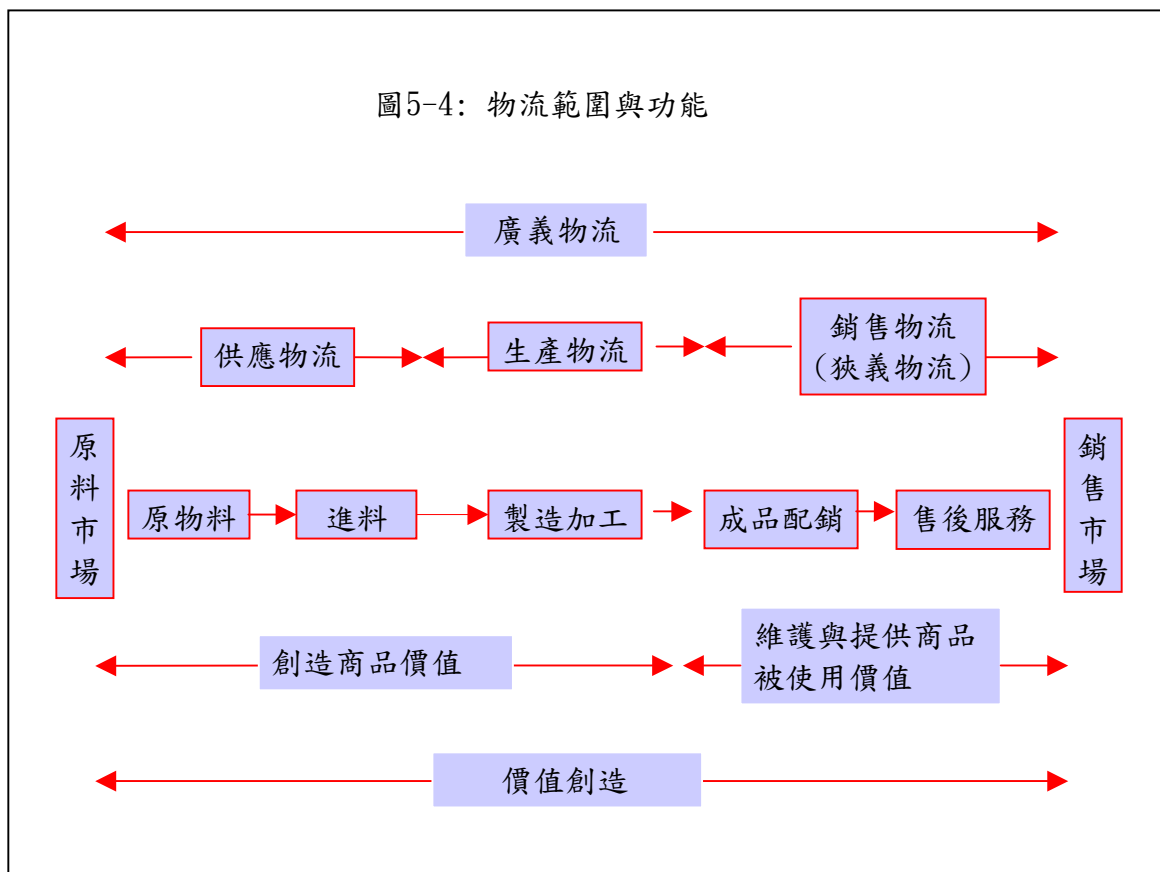 圖5-4: 物流範圍與功能
廣義物流
供應物流
生產物流
銷售物流
(狹義物流)
原料市場
原物料
進料
製造加工
成品配銷
售後服務
銷售市場
創造商品價值
維護與提供商品
被使用價值
價值創造